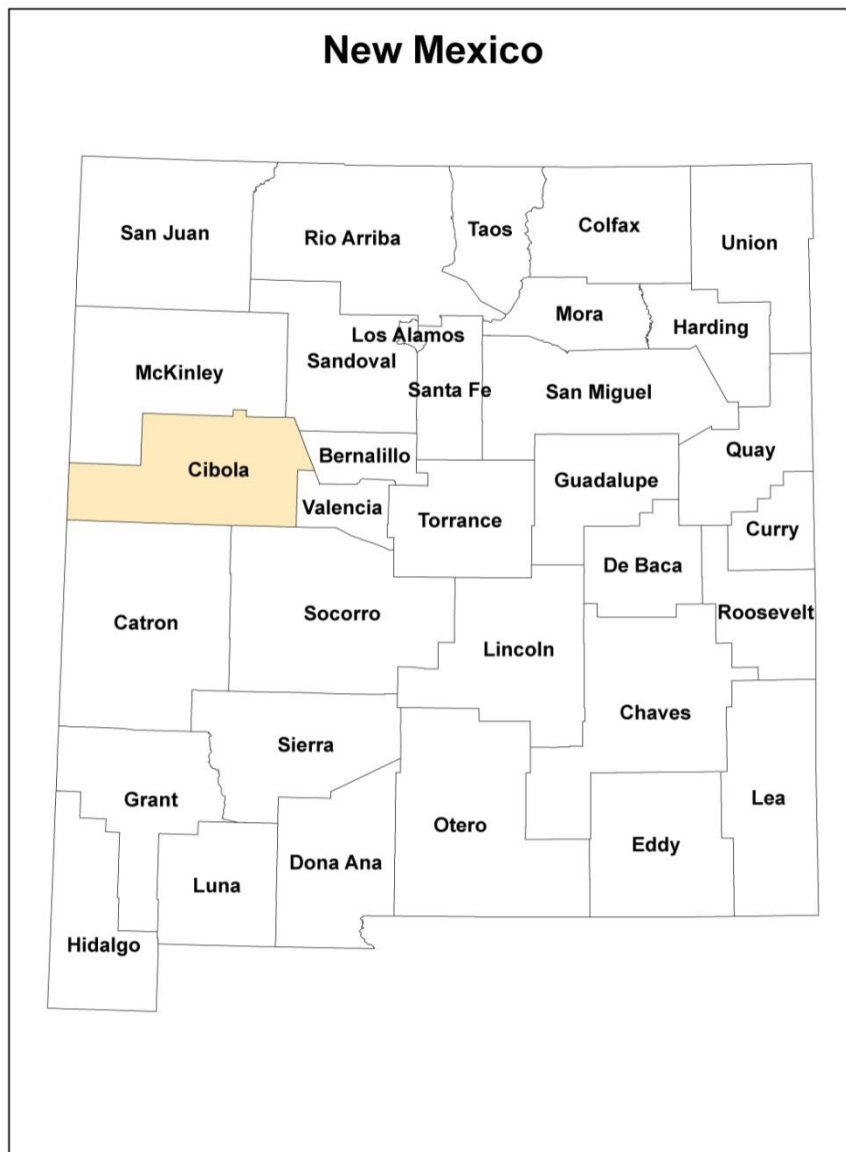 New Mexico
San Juan
Rio Arriba
Taos
Colfax
Union
Mora
Harding
Los Alamos
Sandoval
McKinley
Santa Fe
San Miguel
Quay
Cibola
Bernalillo
Guadalupe
Valencia
Torrance
Curry
De Baca
Roosevelt
Catron
Socorro
Lincoln
Chaves
Sierra
Grant
Otero
Lea
Eddy
Dona Ana
Luna
Hidalgo